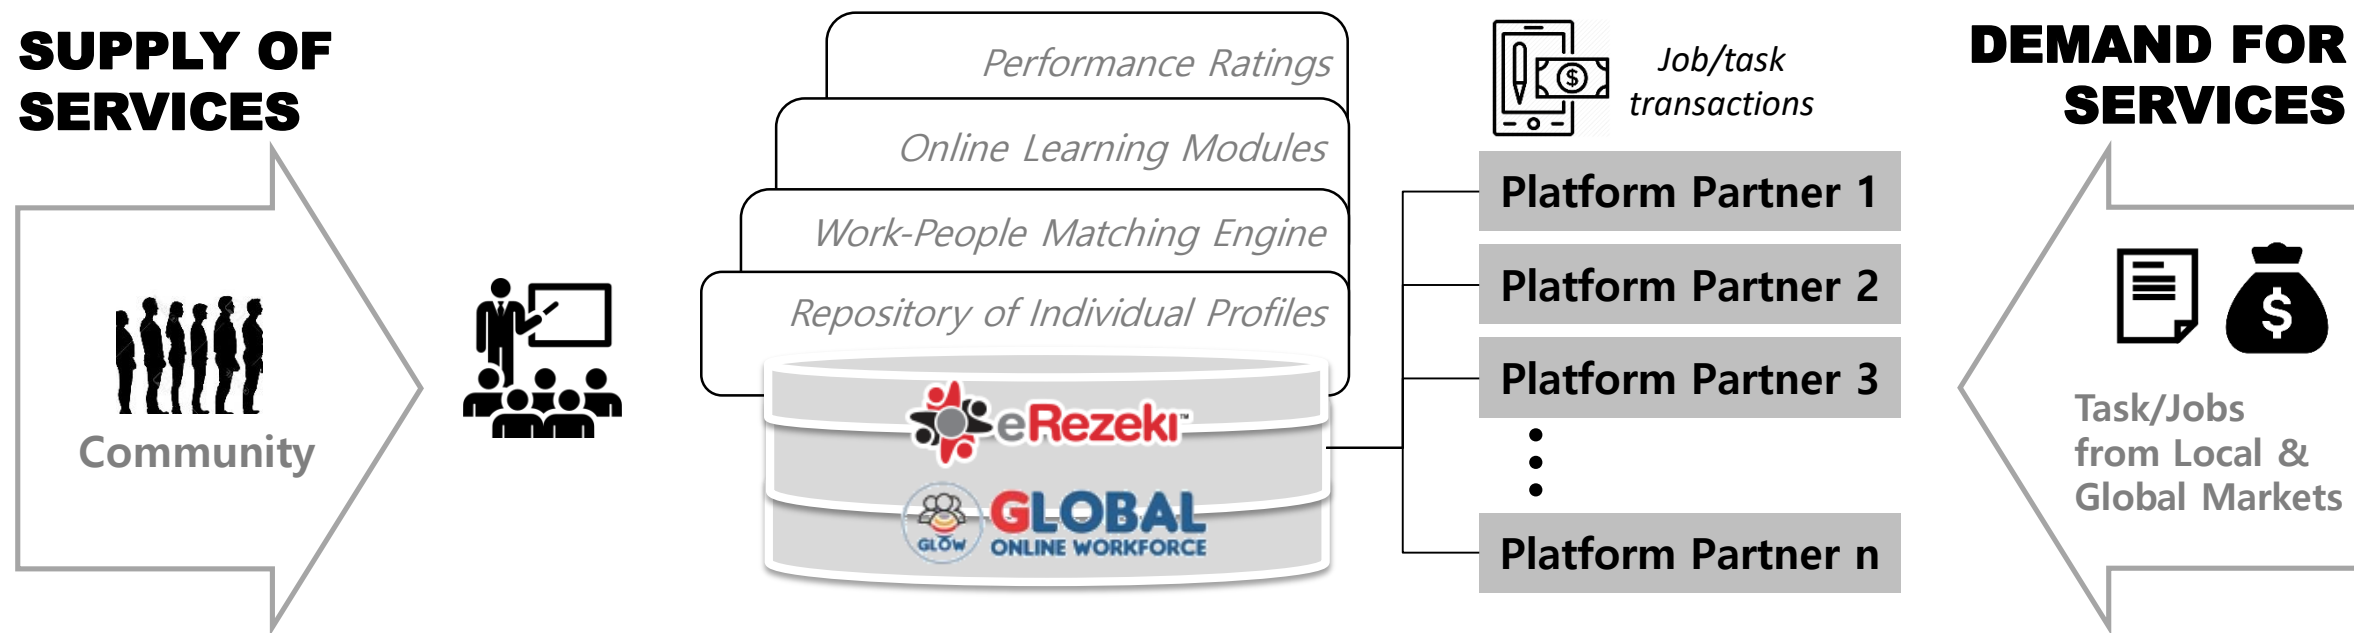 SUPPLY OF
SERVICES
Community
Performance Ratings
Online Learning Modules
Work-People Matching Engine
Repository of Individual Profiles
eRezeki™
GLOW
GLOBAL
ONLINE WORKFORCE
Job/task
transactions
Platform Partner 1
Platform Partner 2
Platform Partner 3
Platform Partner n
DEMAND FOR
SERVICES
$
$
Task/Jobs
from Local &
Global Markets